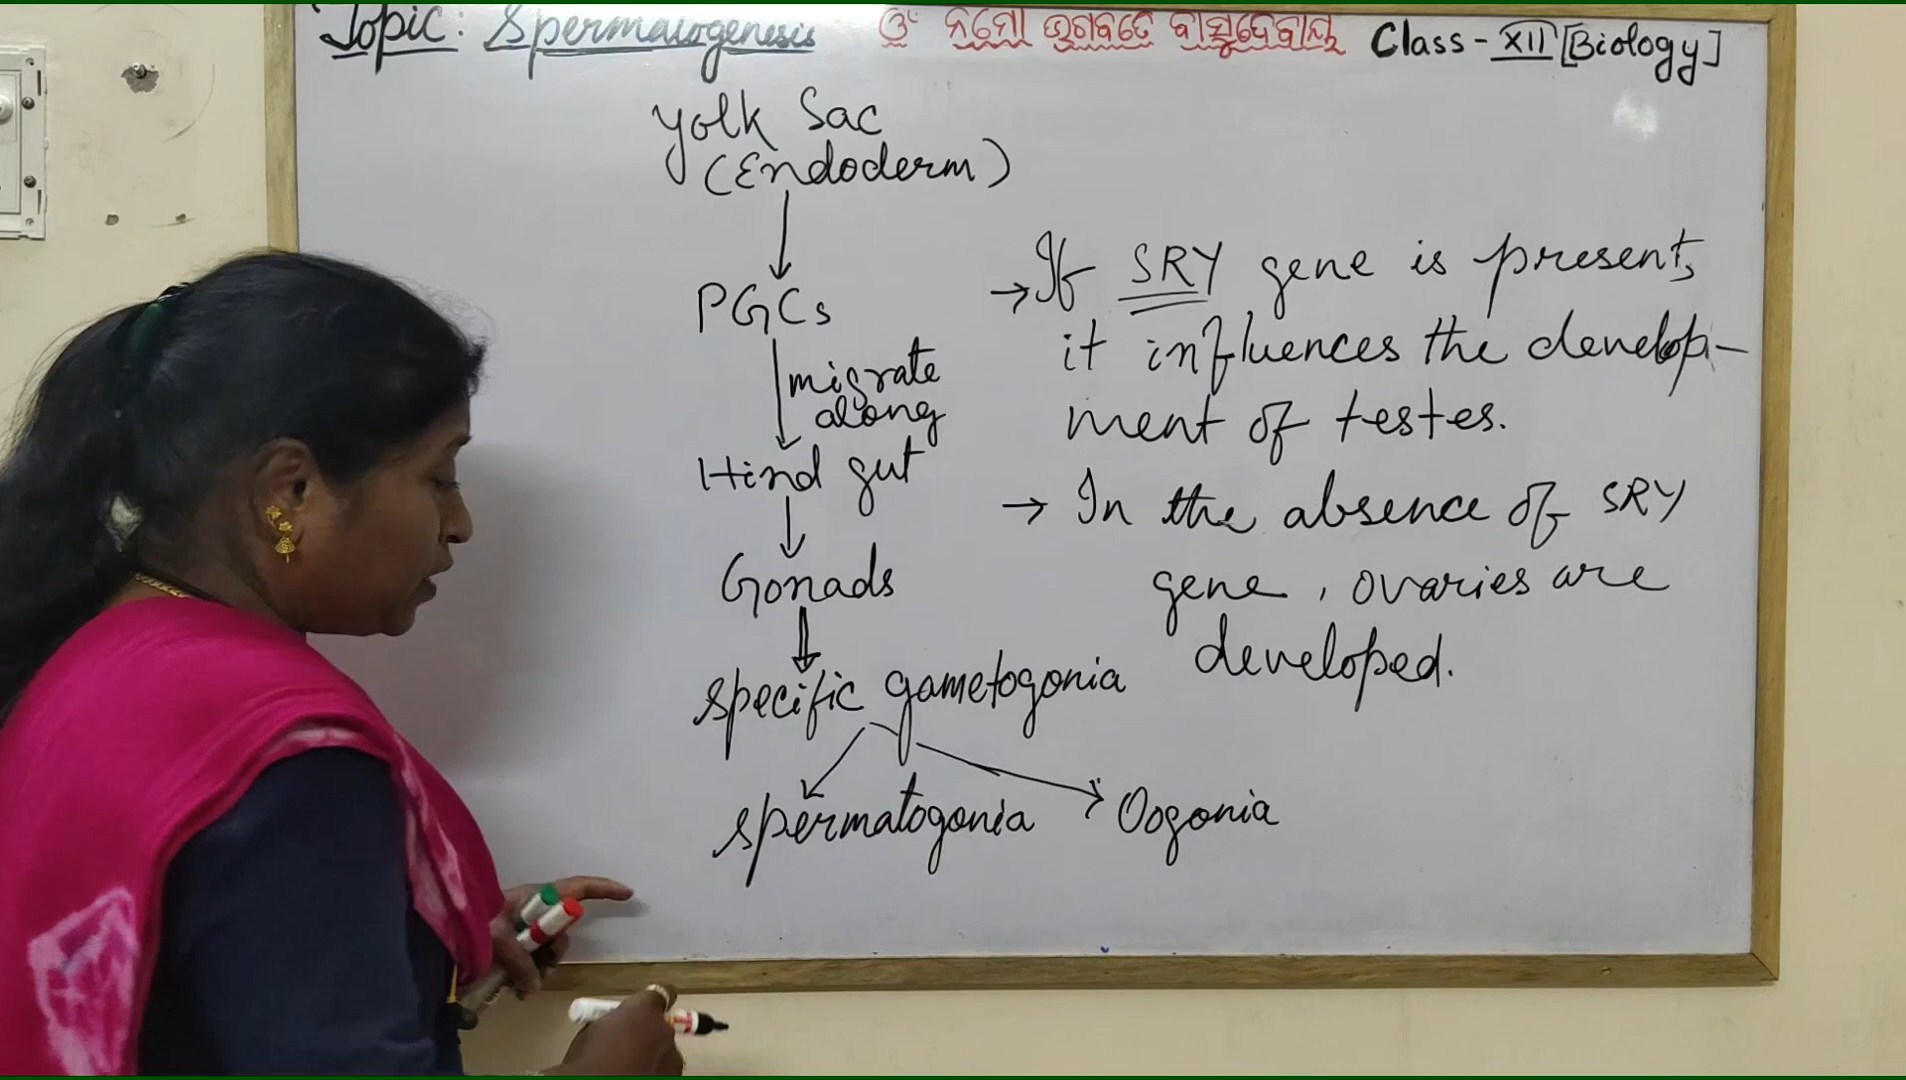 Topic: Spermatogenesis
ଓଁ ନମୋ ଭଗବତେ ବାସୁଦେବାୟ
Class - XII [Biology]
Yolk Sac
(Endoderm)
PGCs
migrate
along
Hind gut
Gonads
specific gametogonia
spermatogonia
Oogonia
→ If SRY gene is present,
it influences the develop-
ment of testes.
→ In the absence of SRY
gene, ovaries are
developed.